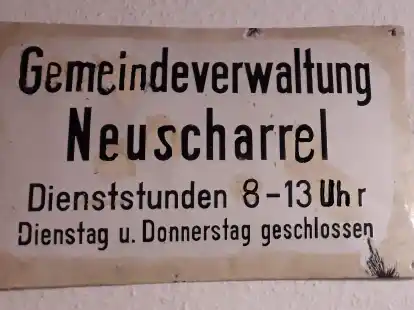 Gemeindeverwaltung
Neuscharrel
Dienststunden 8-13 Uhr
Dienstag u. Donnerstag geschlossen